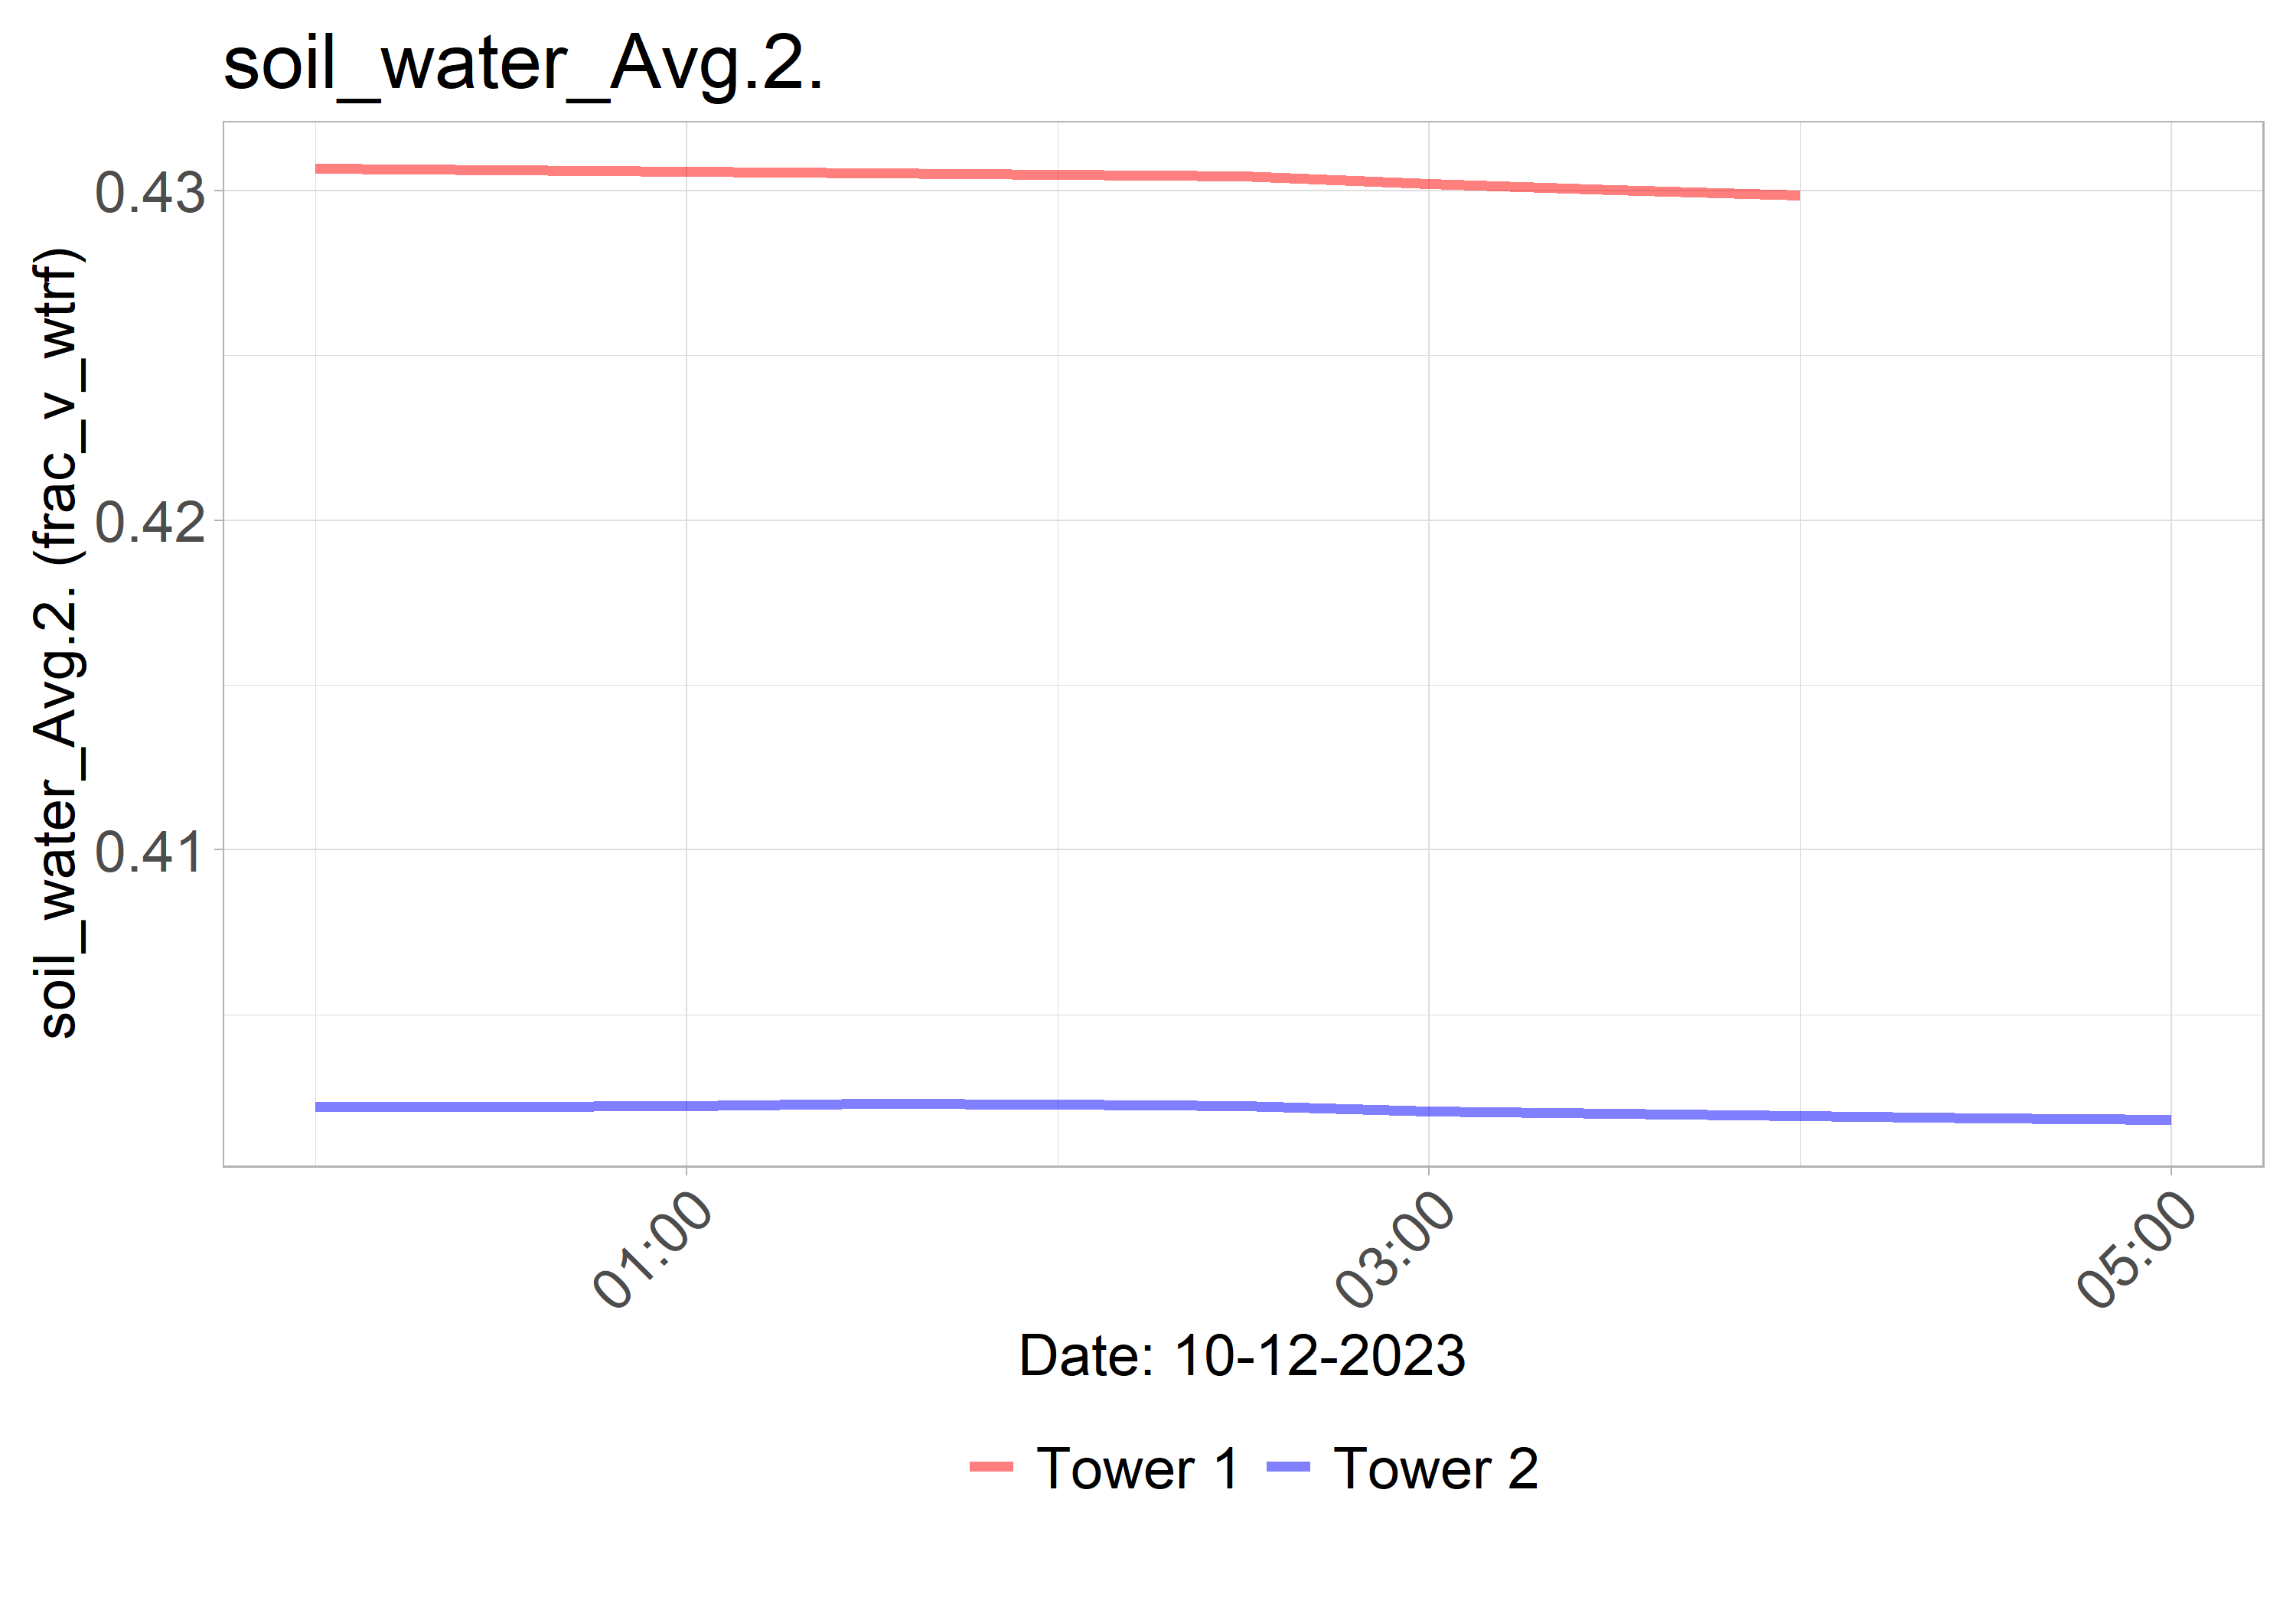 soil_water_Avg.2.
soil_water_Avg.2. (frac_v_wtrf)
0.43
0.42
0.41
01:00
03:00
05:00
Date: 10-12-2023
Tower 1
Tower 2